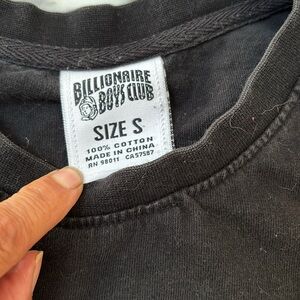 BILLIONAIRE
BOYS CLUB
SIZE S
100% COTTON
MADE IN CHINA
RN 98011 CA57587